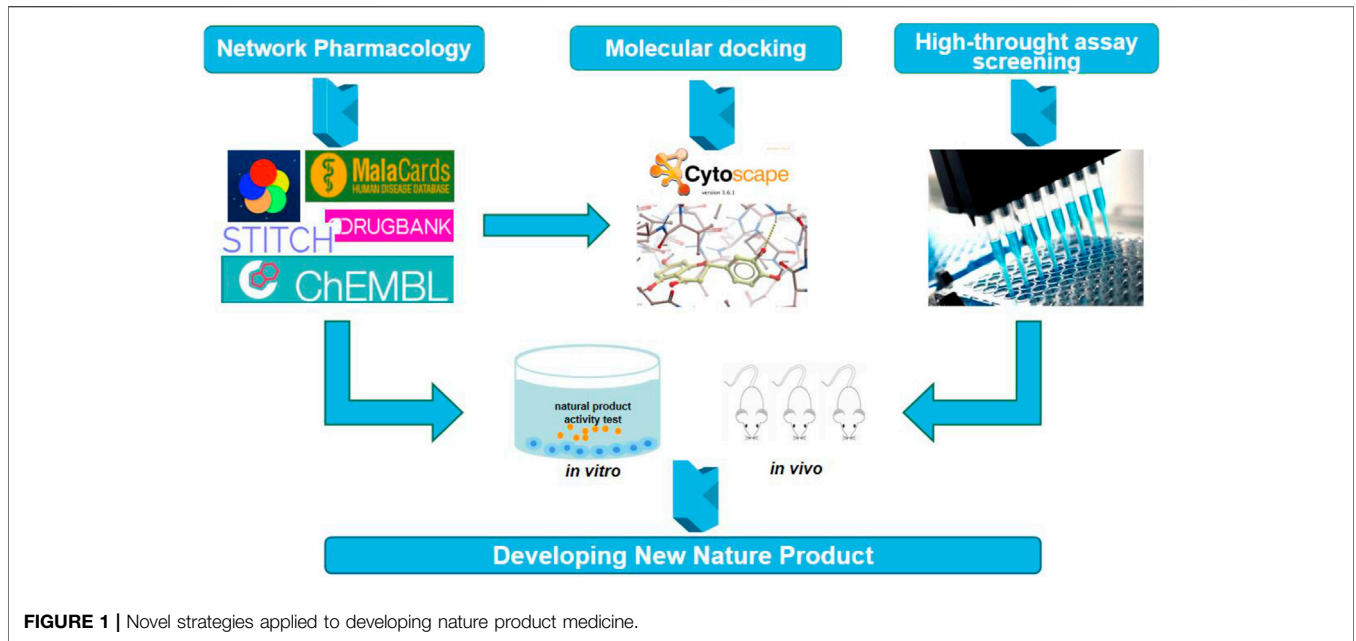 Network Pharmacology
Molecular docking
High-throught assay
screening
MalaCards
HUMAN DISEASE DATABASE
DRUGBANK
STITCH
ChEMBL
Cytoscape
version 3.6.1
natural product
activity test
in vitro
in vivo
Developing New Nature Product
FIGURE 1 | Novel strategies applied to developing nature product medicine.